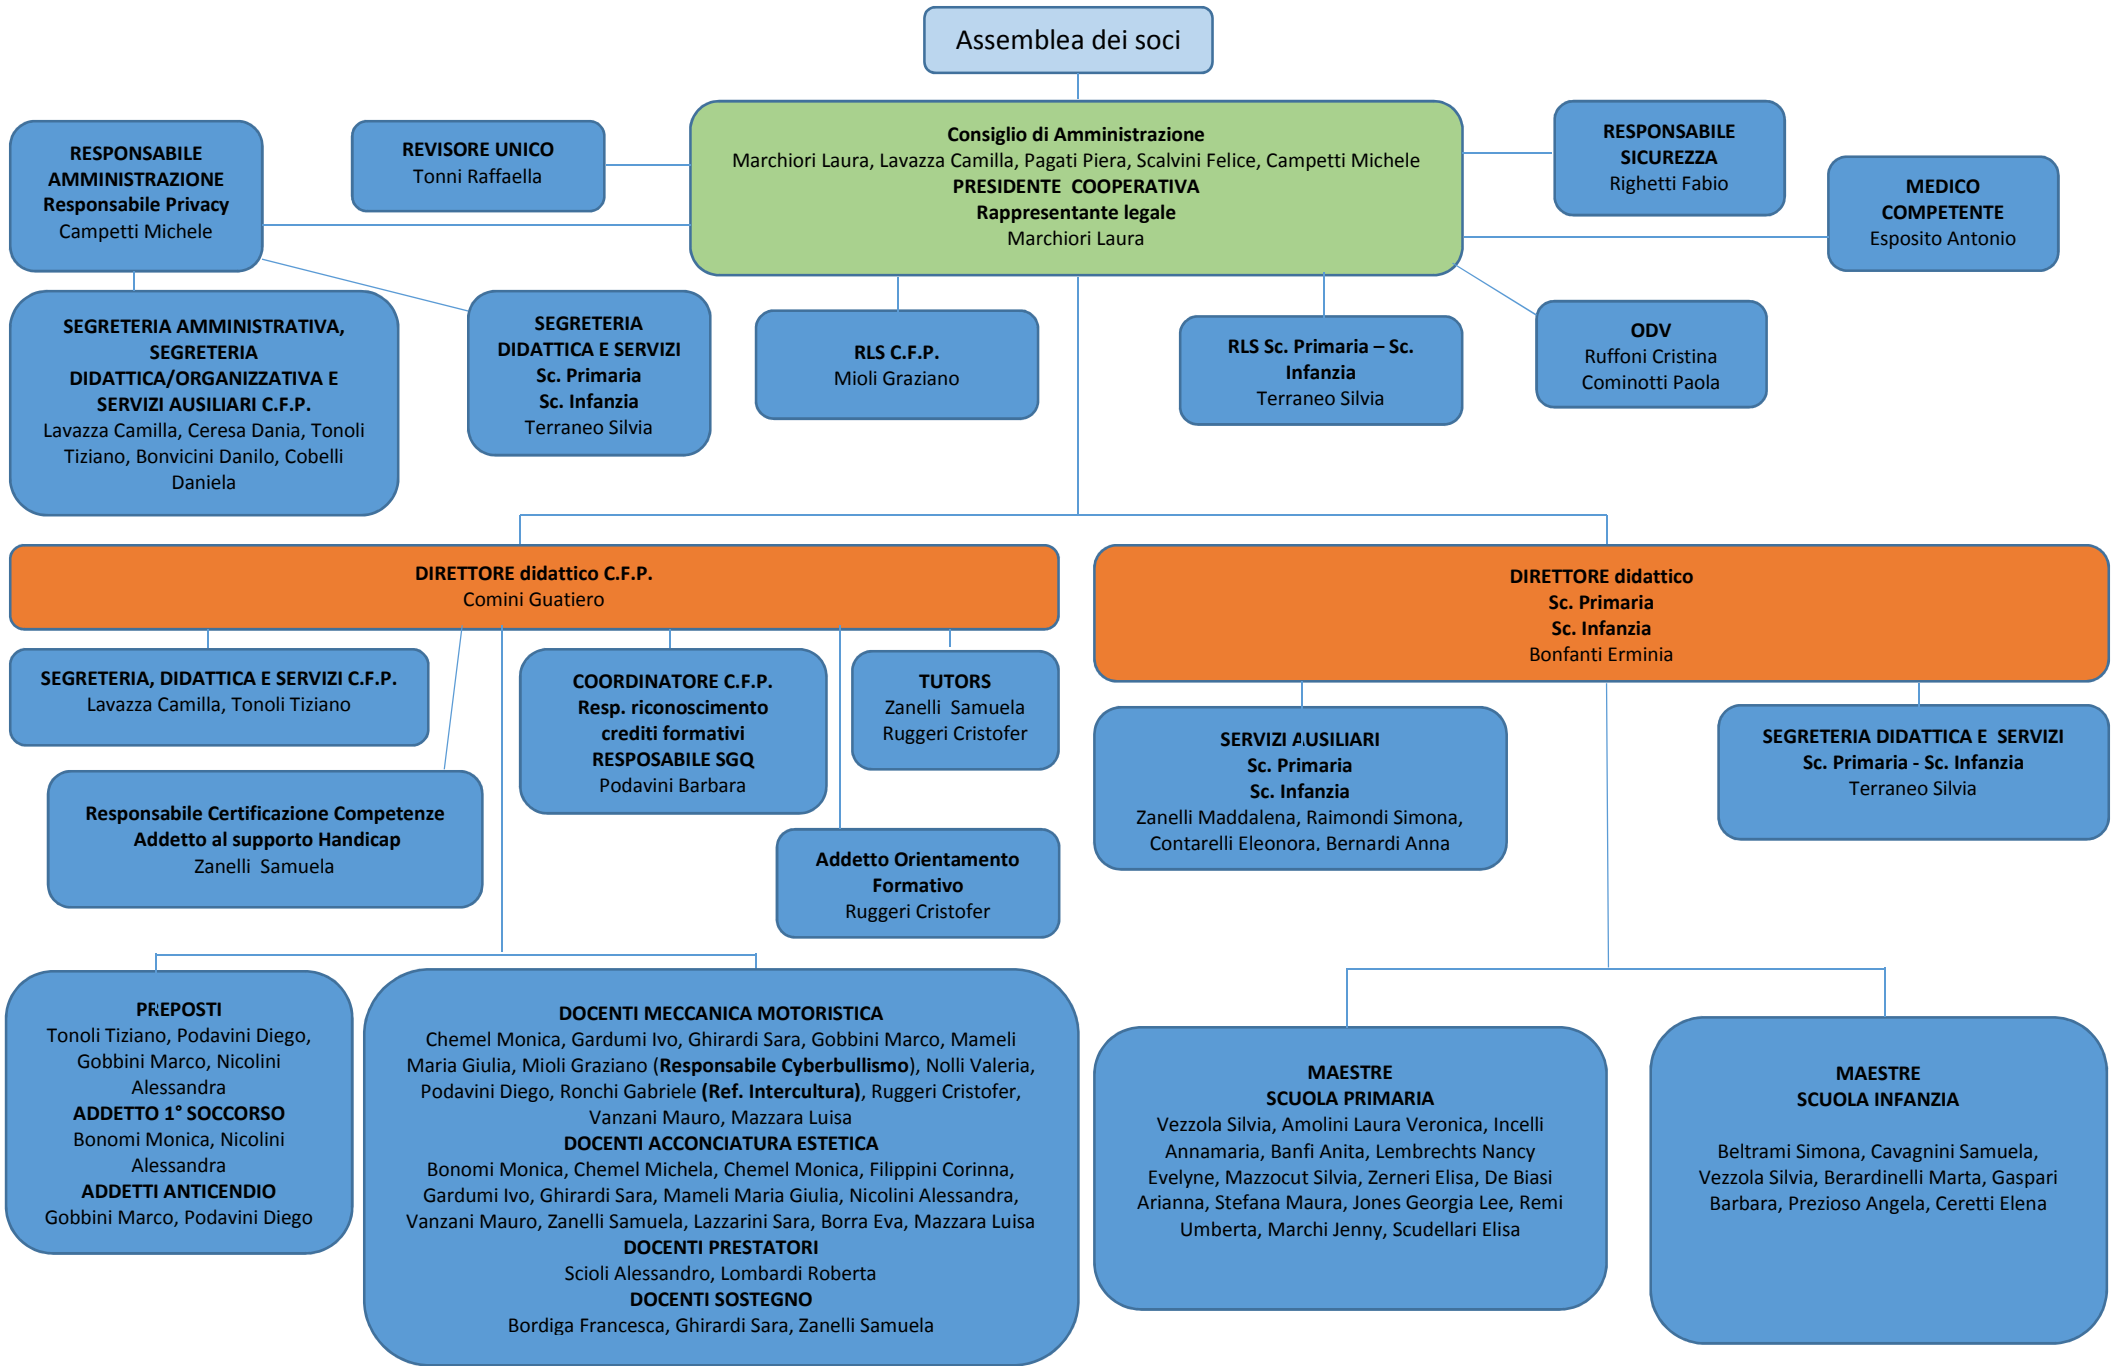 Assemblea dei soci
RESPONSABILE
AMMINISTRAZIONE
Responsabile Privacy
Campetti Michele
REVISORE UNICO
Tonni Raffaella
Consiglio di Amministrazione
Marchiori Laura, Lavazza Camilla, Pagati Piera, Scalvini Felice, Campetti Michele
PRESIDENTE  COOPERATIVA
Rappresentante legale
Marchiori Laura
RESPONSABILE
SICUREZZA
Righetti Fabio
MEDICO
COMPETENTE
Esposito Antonio
SEGRETERIA AMMINISTRATIVA,
SEGRETERIA
DIDATTICA/ORGANIZZATIVA E
SERVIZI AUSILIARI C.F.P.
Lavazza Camilla, Ceresa Dania, Tonoli
Tiziano, Bonvicini Danilo, Cobelli
Daniela
SEGRETERIA
DIDATTICA E SERVIZI
Sc. Primaria
Sc. Infanzia
Terraneo Silvia
RLS C.F.P.
Mioli Graziano
RLS Sc. Primaria – Sc.
Infanzia
Terraneo Silvia
ODV
Ruffoni Cristina
Cominotti Paola
DIRETTORE didattico C.F.P.
Comini Guatiero
DIRETTORE didattico
Sc. Primaria
Sc. Infanzia
Bonfanti Erminia
SEGRETERIA, DIDATTICA E SERVIZI C.F.P.
Lavazza Camilla, Tonoli Tiziano
COORDINATORE C.F.P.
Resp. riconoscimento
crediti formativi
RESPOSABILE SGQ
Podavini Barbara
TUTORS
Zanelli  Samuela
Ruggeri Cristofer
Responsabile Certificazione Competenze
Addetto al supporto Handicap
Zanelli  Samuela
Addetto Orientamento
Formativo
Ruggeri Cristofer
SERVIZI AUSILIARI
Sc. Primaria
Sc. Infanzia
Zanelli Maddalena, Raimondi Simona,
Contarelli Eleonora, Bernardi Anna
SEGRETERIA DIDATTICA E  SERVIZI
Sc. Primaria - Sc. Infanzia
Terraneo Silvia
PREPOSTI
Tonoli Tiziano, Podavini Diego,
Gobbini Marco, Nicolini
Alessandra
ADDETTO 1° SOCCORSO
Bonomi Monica, Nicolini
Alessandra
ADDETTI ANTICENDIO
Gobbini Marco, Podavini Diego
DOCENTI MECCANICA MOTORISTICA
Chemel Monica, Gardumi Ivo, Ghirardi Sara, Gobbini Marco, Mameli
Maria Giulia, Mioli Graziano (Responsabile Cyberbullismo), Nolli Valeria,
Podavini Diego, Ronchi Gabriele (Ref. Intercultura), Ruggeri Cristofer,
Vanzani Mauro, Mazzara Luisa
DOCENTI ACCONCIATURA ESTETICA
Bonomi Monica, Chemel Michela, Chemel Monica, Filippini Corinna,
Gardumi Ivo, Ghirardi Sara, Mameli Maria Giulia, Nicolini Alessandra,
Vanzani Mauro, Zanelli Samuela, Lazzarini Sara, Borra Eva, Mazzara Luisa
DOCENTI PRESTATORI
Scioli Alessandro, Lombardi Roberta
DOCENTI SOSTEGNO
Bordiga Francesca, Ghirardi Sara, Zanelli Samuela
MAESTRE
SCUOLA PRIMARIA
Vezzola Silvia, Amolini Laura Veronica, Incelli
Annamaria, Banfi Anita, Lembrechts Nancy
Evelyne, Mazzocut Silvia, Zerneri Elisa, De Biasi
Arianna, Stefana Maura, Jones Georgia Lee, Remi
Umberta, Marchi Jenny, Scudellari Elisa
MAESTRE
SCUOLA INFANZIA
Beltrami Simona, Cavagnini Samuela,
Vezzola Silvia, Berardinelli Marta, Gaspari
Barbara, Prezioso Angela, Ceretti Elena